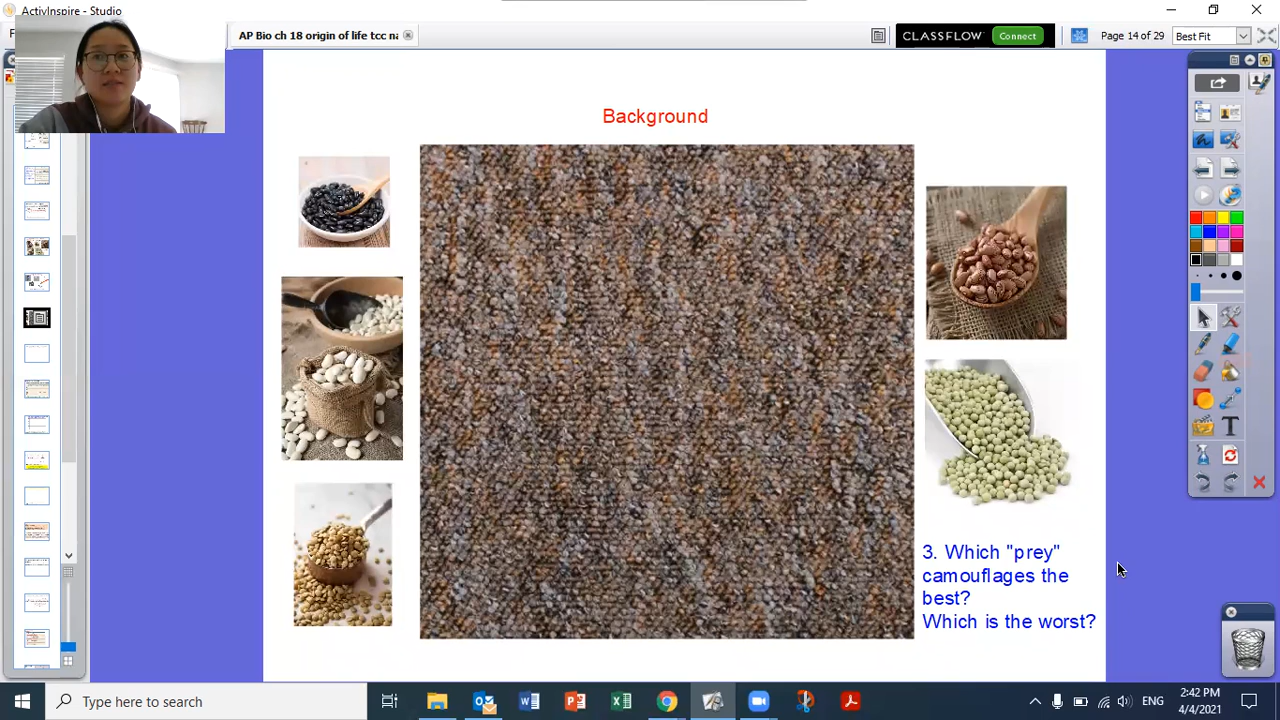 ActivInspire - Studio
F
AP Bio ch 18 origin of life tcc na
CLASSFLOW Connect
Page 14 of 29
Best Fit
Background
3. Which "prey"
camouflages the
best?
Which is the worst?
Type here to search
ENG
2:42 PM
4/4/2021